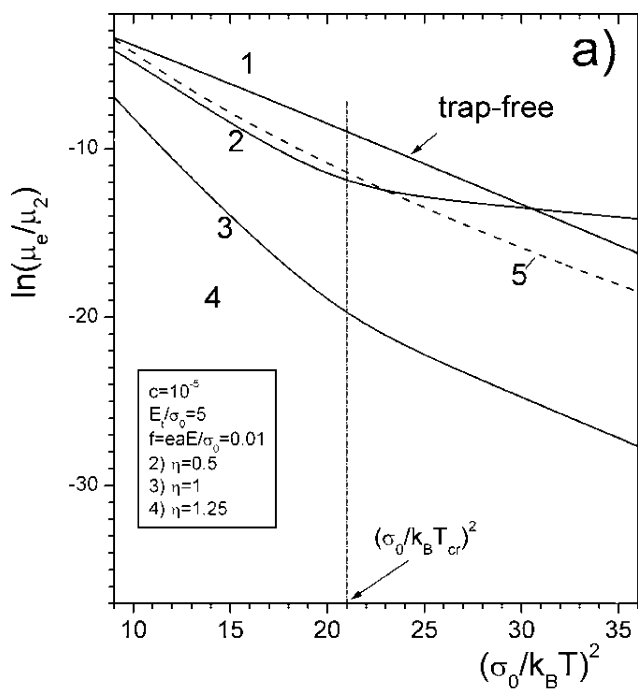 a)
1
trap-free
2
5
3
4
ln(μe/μ2)
-10
-20
-30
c=10⁻⁵
Et/σ0=5
f=eaE/σ0=0.01
2) η=0.5
3) η=1
4) η=1.25
(σ0/kBTcr)²
10 15 20 25 30 35
(σ0/kBT)²